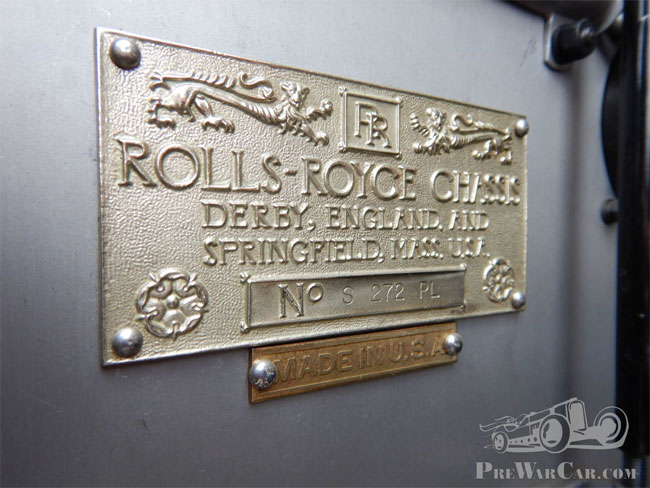 RR
ROLLS-ROYCE CHASSIS
DERBY, ENGLAND, AND
SPRINGFIELD, MASS. U.S.A.
No S 272 PL
MADE IN U.S.A.
PREWARCAR.COM